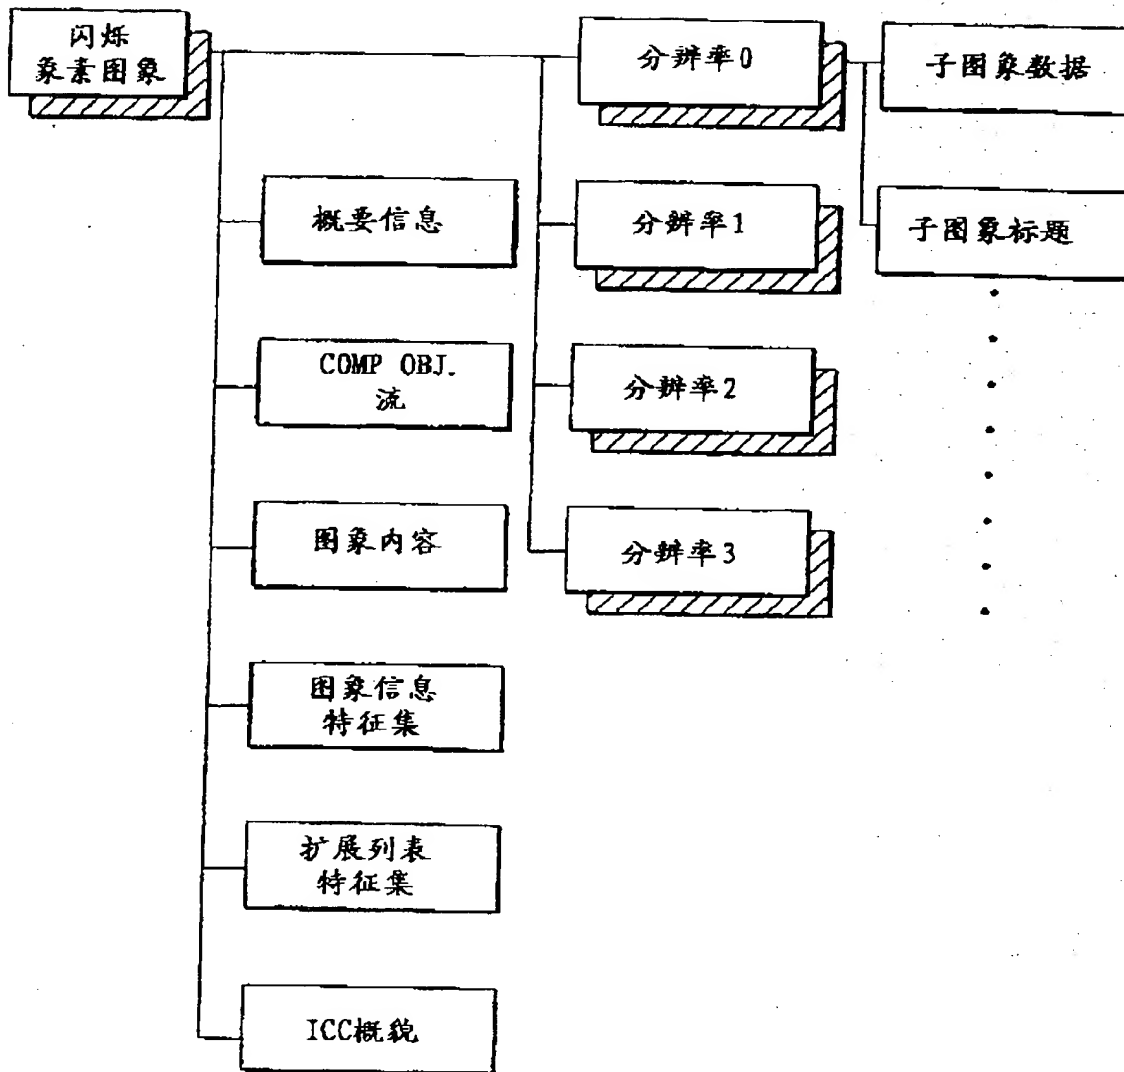 闪烁
象素图象
分辨率0
子图象数据
概要信息
分辨率1
子图象标题
COMP OBJ.
流
分辨率2
图象内容
分辨率3
图象信息
特征集
扩展列表
特征集
ICC概貌